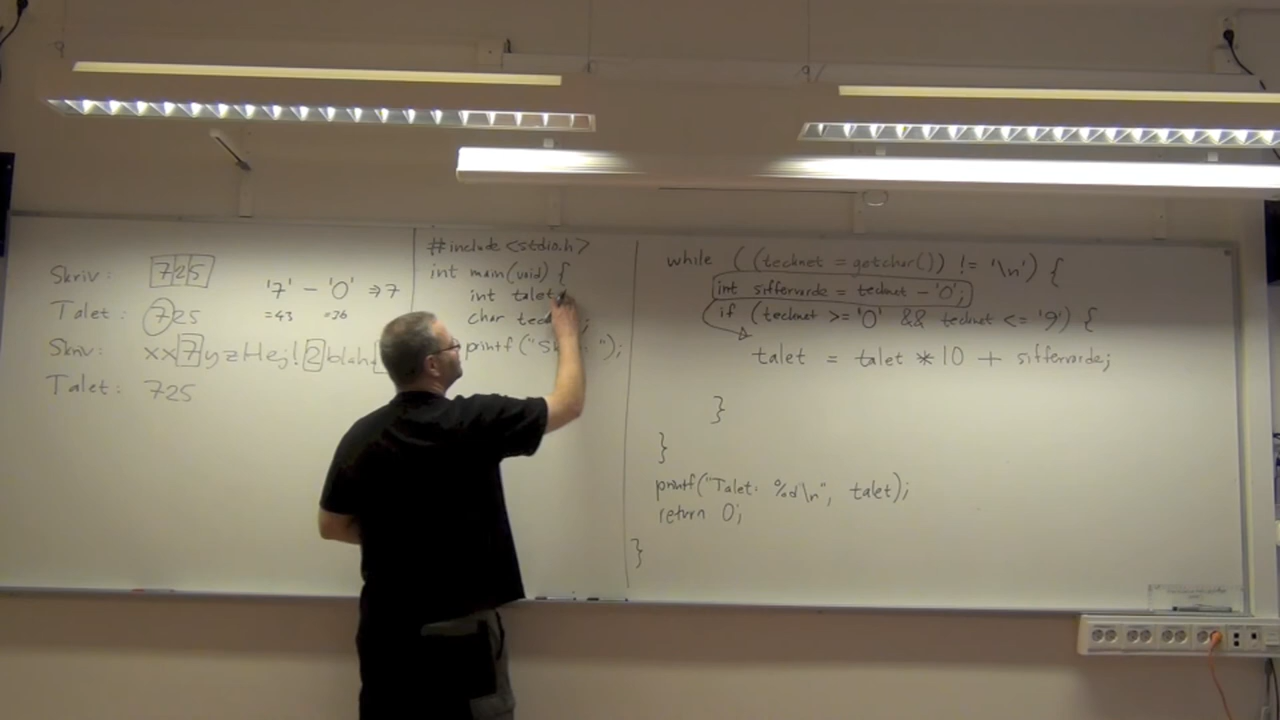 Skriv: 725
'7' - '0' ⇒ 7
Talet: 725
=43 =36
Skriv: xx7yzHej!2blah
Talet: 725
#include <stdio.h>
int main(void) {
int talet
char
printf("
");
while ((tecknet = getchar()) != '\n') {
int siffervarde = tecknet - '0';
if (tecknet >= '0' && tecknet <= '9') {
talet = talet * 10 + siffervarde;
}
}
printf("Talet: %d\n", talet);
return 0;
}